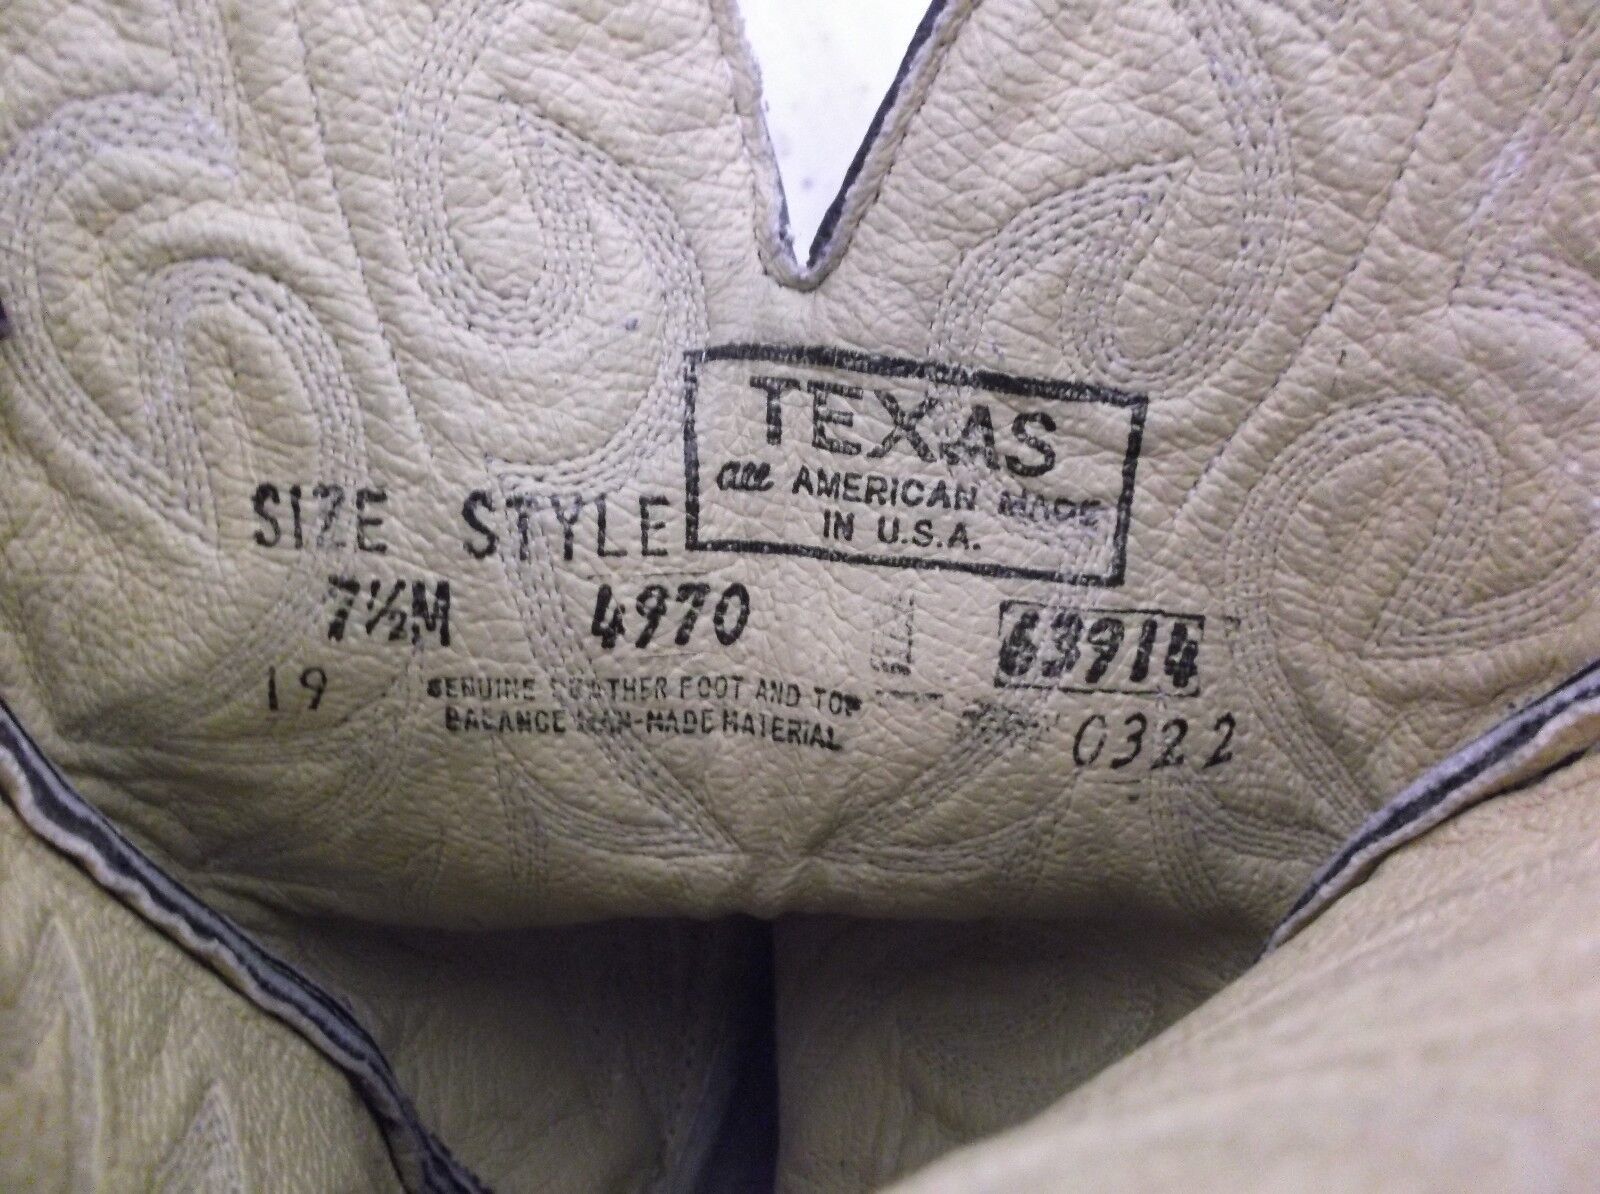 TEXAS
all AMERICAN MADE
IN U.S.A.
SIZE STYLE
7½M 4970 63914
19 GENUINE LEATHER FOOT AND TOP
BALANCE MAN-MADE MATERIAL 0322